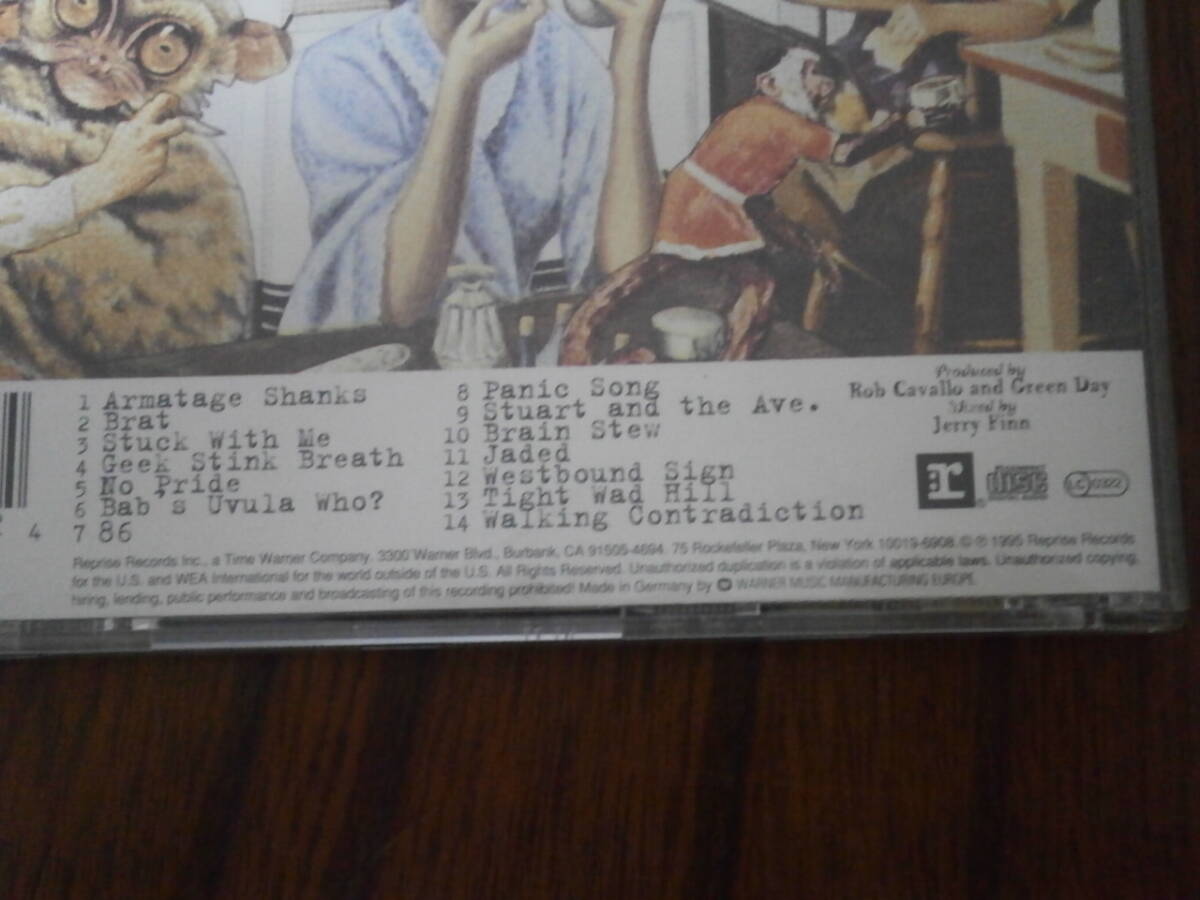 1 Armatage Shanks
2 Brat
3 Stuck With Me
4 Geek Stink Breath
5 No Pride
6 Bab's Uvula Who?
7 86
8 Panic Song
9 Stuart and the Ave.
10 Brain Stew
11 Jaded
12 Westbound Sign
13 Tight Wad Hill
14 Walking Contradiction
Produced by
Rob Cavallo and Green Day
Mixed by
Jerry Finn
r ®
disc
LC 0322
4
Reprise Records Inc., a Time Warner Company. 3300 Warner Blvd., Burbank, CA 91505-4694. 75 Rockefeller Plaza, New York 10019-6908. © ℗ 1995 Reprise Records
for the U.S. and WEA International for the world outside of the U.S. All Rights Reserved. Unauthorized duplication is a violation of applicable laws. Unauthorized copying,
hiring, lending, public performance and broadcasting of this recording prohibited! Made in Germany by WARNER MUSIC MANUFACTURING EUROPE.